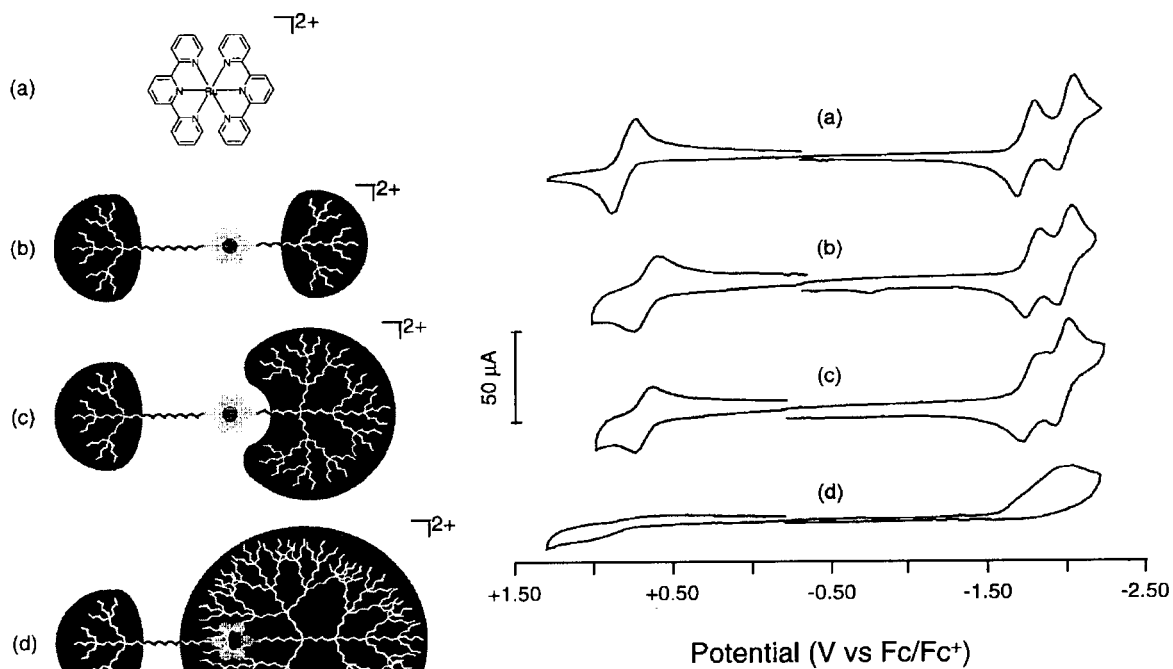 (a)
2+
N
N
N
Ru
N
N
N
(b)
2+
(c)
2+
(d)
2+
(a)
(b)
(c)
(d)
50 µA
+1.50
+0.50
-0.50
-1.50
-2.50
Potential (V vs Fc/Fc⁺)